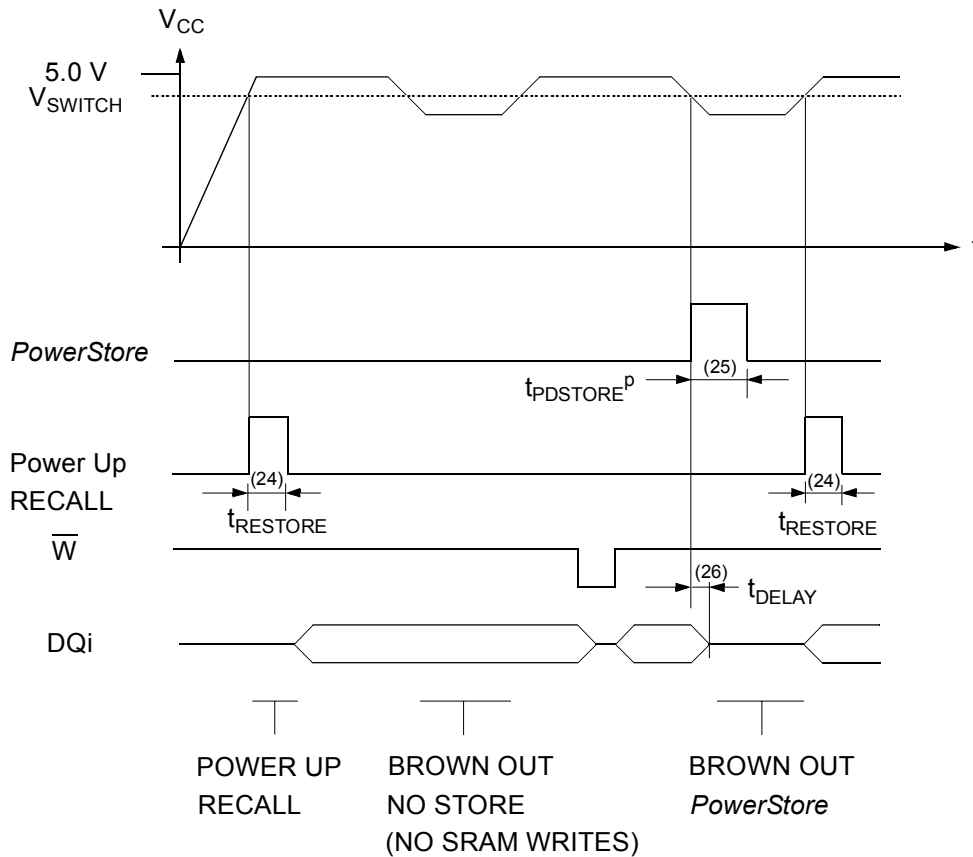 VCC
5.0 V
VSWITCH
t
PowerStore
(25)
tPDSTOREp
Power Up
RECALL
(24)
tRESTORE
(24)
tRESTORE
W
(26)
tDELAY
DQi
POWER UP
RECALL
BROWN OUT
NO STORE
(NO SRAM WRITES)
BROWN OUT
PowerStore